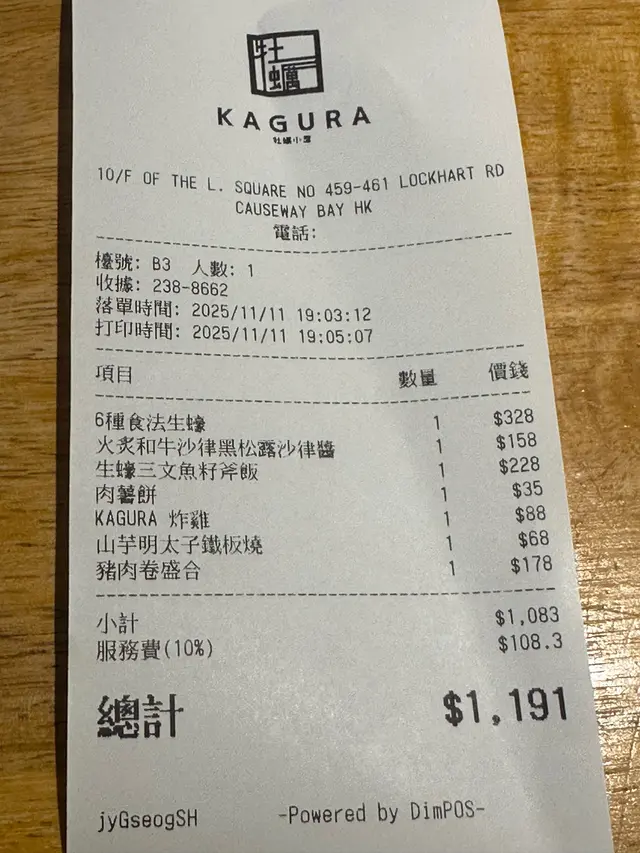 牡蠣
KAGURA
牡蠣小屋
10/F OF THE L. SQUARE NO 459-461 LOCKHART RD
CAUSEWAY BAY HK
電話:
檯號: B3 人數: 1
收據: 238-8662
落單時間: 2025/11/11 19:03:12
打印時間: 2025/11/11 19:05:07
項目 數量 價錢
6種食法生蠔 1 $328
火炙和牛沙律黑松露沙律醬 1 $158
生蠔三文魚籽斧飯 1 $228
肉薯餅 1 $35
KAGURA 炸雞 1 $88
山芋明太子鐵板燒 1 $68
豬肉卷盛合 1 $178
小計 $1,083
服務費(10%) $108.3
總計 $1,191
jyGseogSH -Powered by DimPOS-